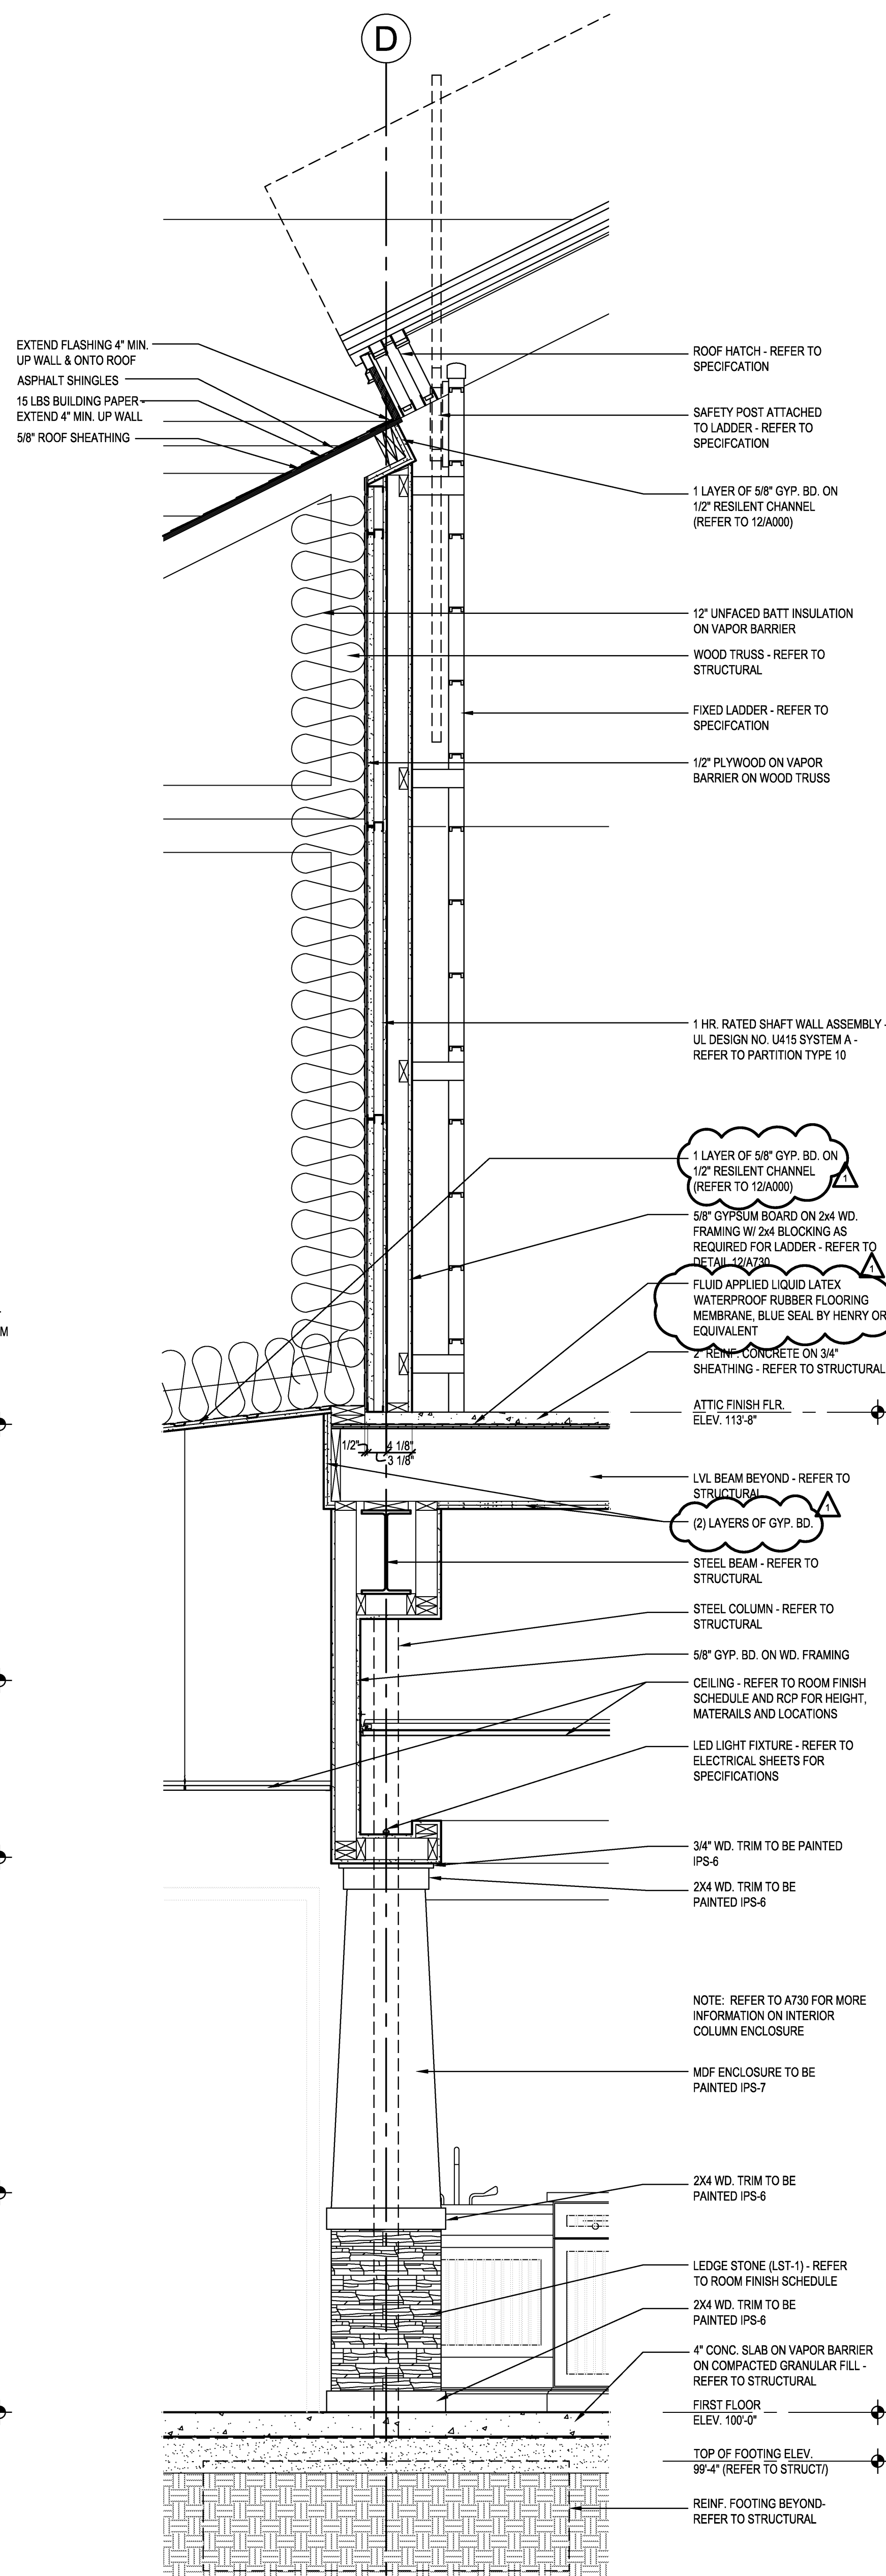 D
EXTEND FLASHING 4" MIN.
UP WALL & ONTO ROOF
ASPHALT SHINGLES
15 LBS BUILDING PAPER -
EXTEND 4" MIN. UP WALL
5/8" ROOF SHEATHING
ROOF HATCH - REFER TO
SPECIFCATION
SAFETY POST ATTACHED
TO LADDER - REFER TO
SPECIFCATION
1 LAYER OF 5/8" GYP. BD. ON
1/2" RESILENT CHANNEL
(REFER TO 12/A000)
12" UNFACED BATT INSULATION
ON VAPOR BARRIER
WOOD TRUSS - REFER TO
STRUCTURAL
FIXED LADDER - REFER TO
SPECIFCATION
1/2" PLYWOOD ON VAPOR
BARRIER ON WOOD TRUSS
1 HR. RATED SHAFT WALL ASSEMBLY -
UL DESIGN NO. U415 SYSTEM A -
REFER TO PARTITION TYPE 10
1 LAYER OF 5/8" GYP. BD. ON
1/2" RESILENT CHANNEL
(REFER TO 12/A000)
1
5/8" GYPSUM BOARD ON 2x4 WD.
FRAMING W/ 2x4 BLOCKING AS
REQUIRED FOR LADDER - REFER TO
DETAIL 12/A730
1
FLUID APPLIED LIQUID LATEX
WATERPROOF RUBBER FLOORING
MEMBRANE, BLUE SEAL BY HENRY OR
EQUIVALENT
M
2" REINF. CONCRETE ON 3/4"
SHEATHING - REFER TO STRUCTURAL
ATTIC FINISH FLR.
ELEV. 113'-8"
1/2"
4 1/8"
3 1/8"
LVL BEAM BEYOND - REFER TO
STRUCTURAL
1
(2) LAYERS OF GYP. BD.
STEEL BEAM - REFER TO
STRUCTURAL
STEEL COLUMN - REFER TO
STRUCTURAL
5/8" GYP. BD. ON WD. FRAMING
CEILING - REFER TO ROOM FINISH
SCHEDULE AND RCP FOR HEIGHT,
MATERAILS AND LOCATIONS
LED LIGHT FIXTURE - REFER TO
ELECTRICAL SHEETS FOR
SPECIFICATIONS
3/4" WD. TRIM TO BE PAINTED
IPS-6
2X4 WD. TRIM TO BE
PAINTED IPS-6
NOTE: REFER TO A730 FOR MORE
INFORMATION ON INTERIOR
COLUMN ENCLOSURE
MDF ENCLOSURE TO BE
PAINTED IPS-7
2X4 WD. TRIM TO BE
PAINTED IPS-6
LEDGE STONE (LST-1) - REFER
TO ROOM FINISH SCHEDULE
2X4 WD. TRIM TO BE
PAINTED IPS-6
4" CONC. SLAB ON VAPOR BARRIER
ON COMPACTED GRANULAR FILL -
REFER TO STRUCTURAL
FIRST FLOOR
ELEV. 100'-0"
TOP OF FOOTING ELEV.
99'-4" (REFER TO STRUCT/)
REINF. FOOTING BEYOND-
REFER TO STRUCTURAL